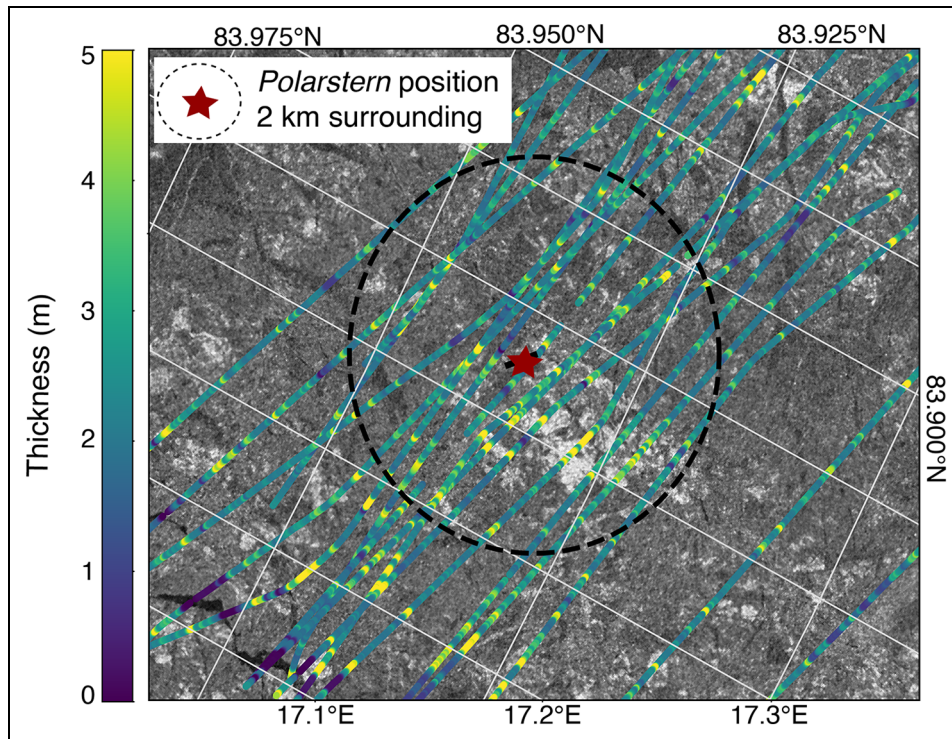 83.975°N
83.950°N
83.925°N
5
Polarstern position
2 km surrounding
4
3
Thickness (m)
2
1
0
83.900°N
17.1°E
17.2°E
17.3°E